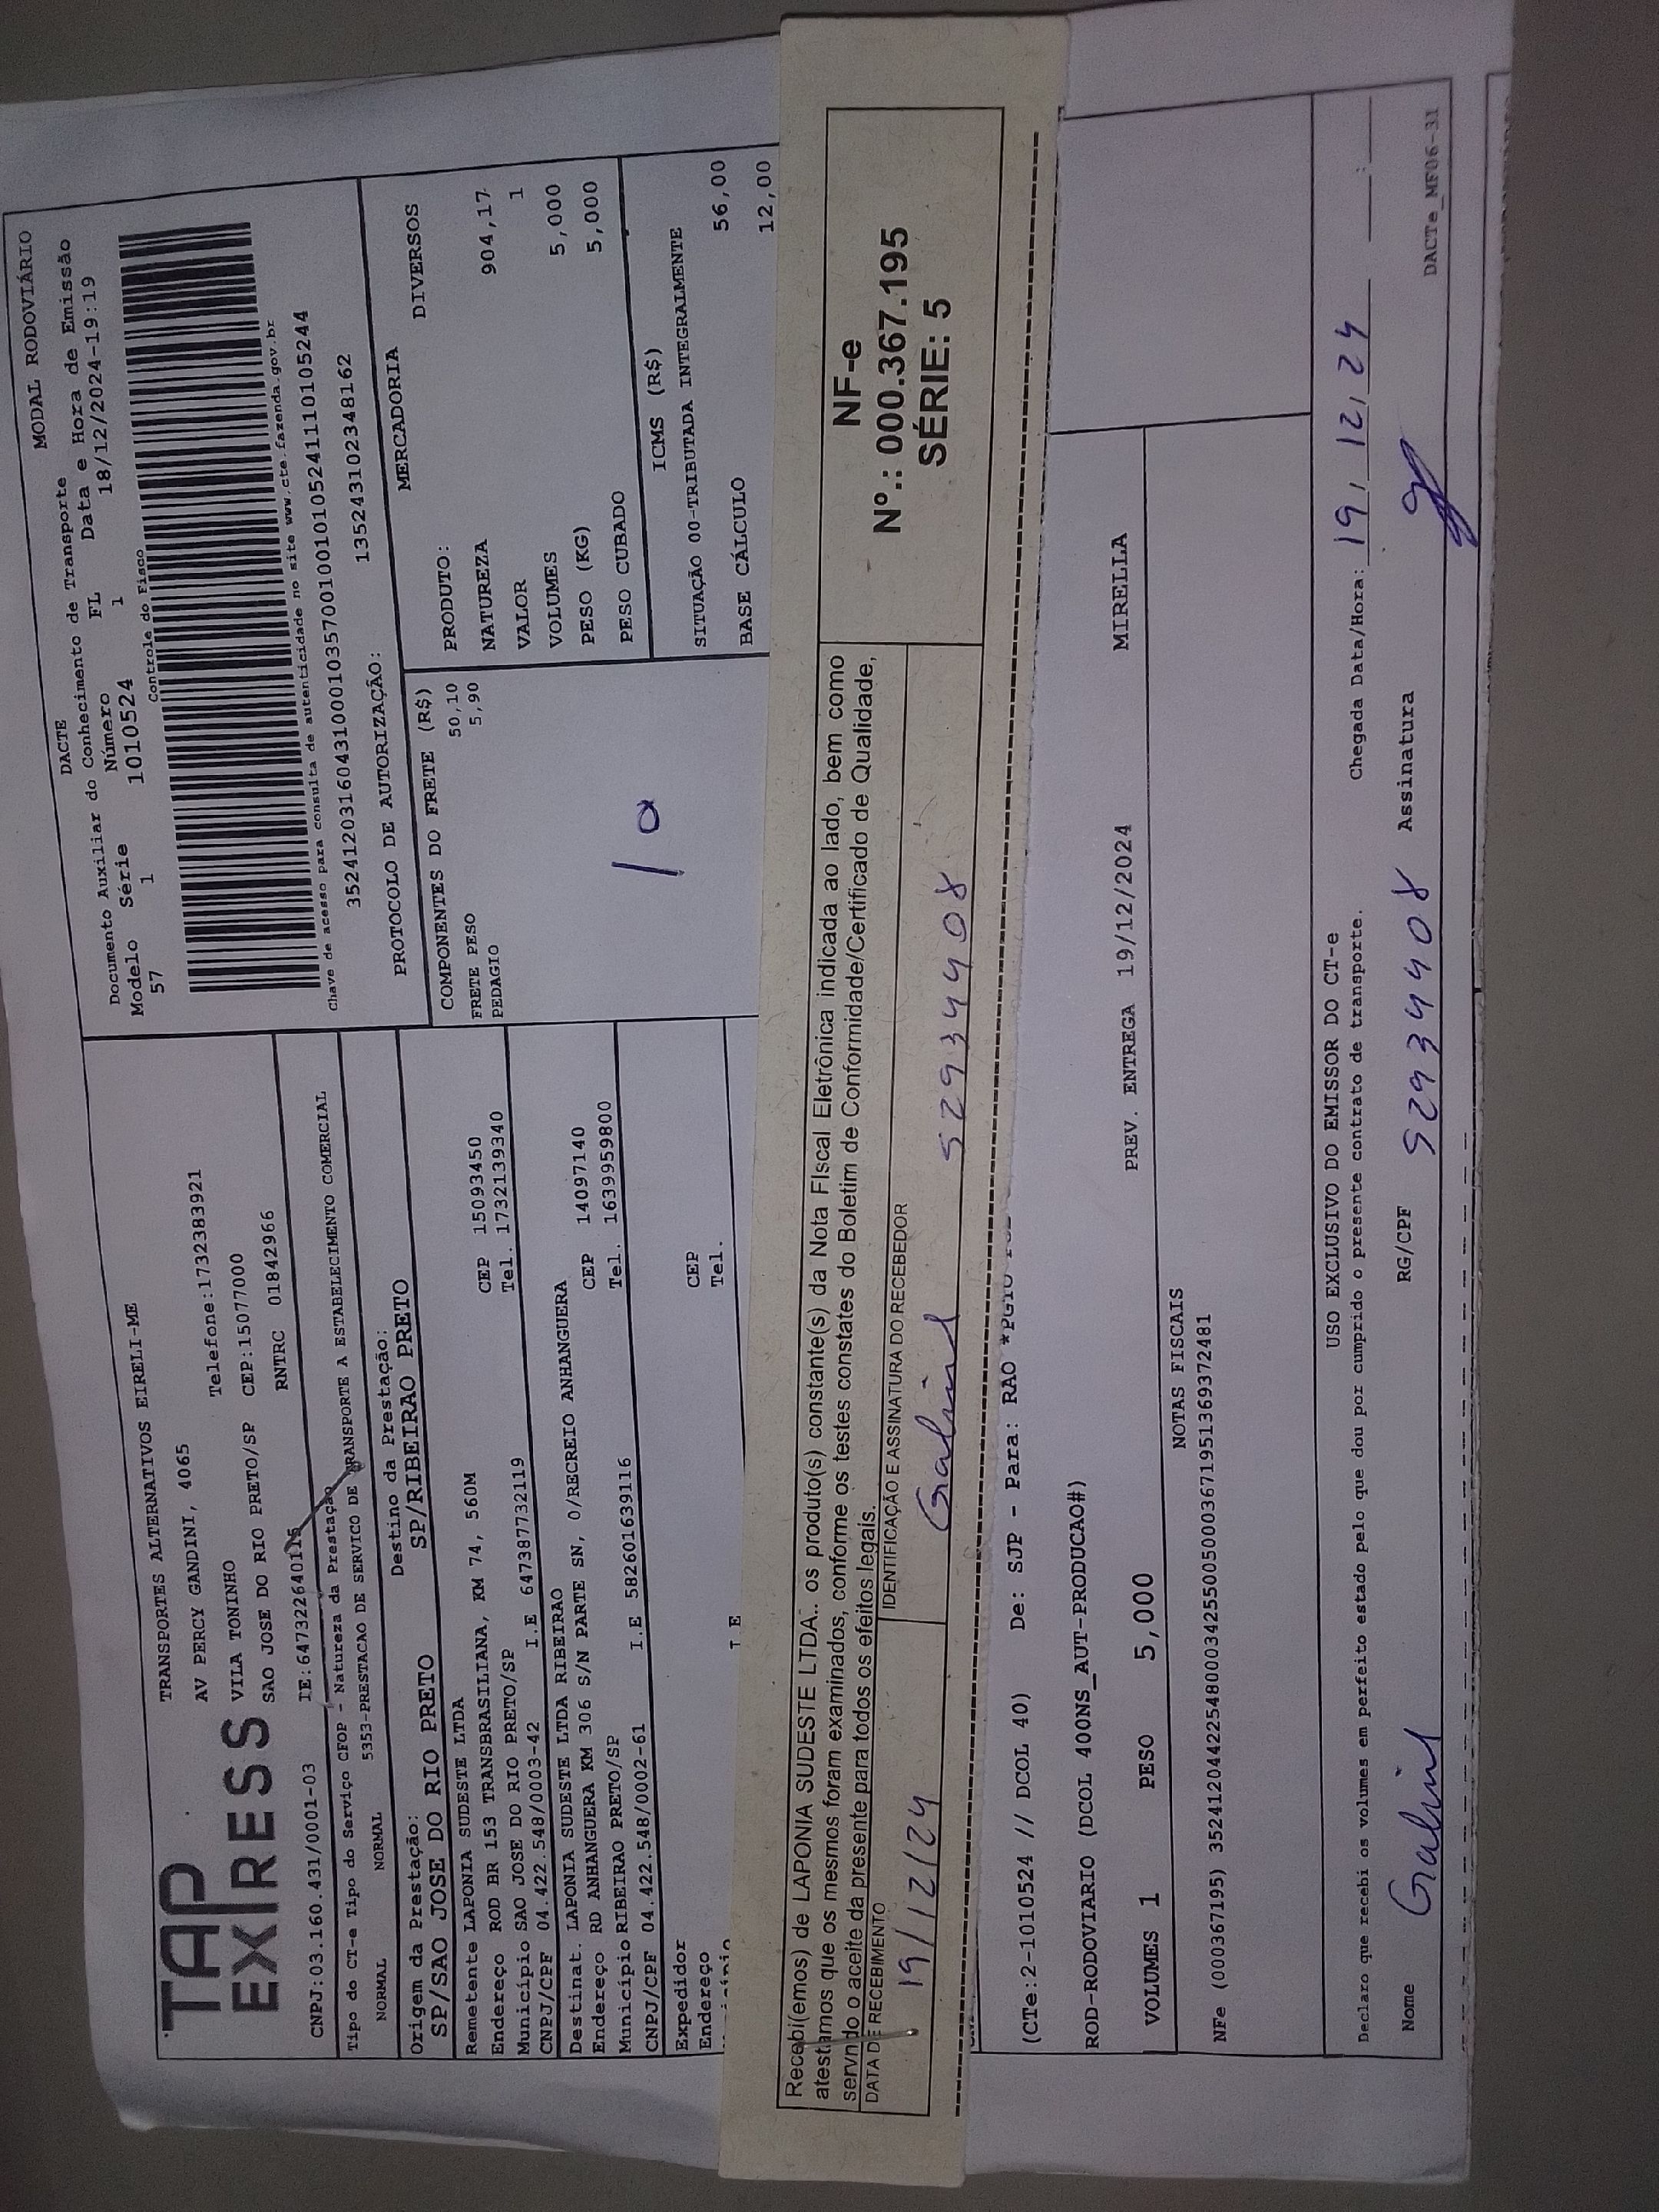 TAP
EXPRESS
TRANSPORTES ALTERNATIVOS EIRELI-ME
AV PERCY GANDINI, 4065
Telefone:1732383921
VILA TONINHO
SAO JOSE DO RIO PRETO/SP CEP:15077000
CNPJ:03.160.431/0001-03 IE:647322640115 RNTRC 01842966
MODAL RODOVIÁRIO
DACTE
Documento Auxiliar do Conhecimento de Transporte
Modelo Série Número FL Data e Hora de Emissão
57 1 1010524 1 18/12/2024-19:19
Controle do Fisco
Chave de acesso para consulta de autenticidade no site www.cte.fazenda.gov.br
35241203160431000103570010010105241110105244
PROTOCOLO DE AUTORIZAÇÃO: 135243102348162
Tipo do CT-e Tipo do Serviço CFOP - Natureza da Prestação
NORMAL NORMAL 5353-PRESTACAO DE SERVICO DE TRANSPORTE A ESTABELECIMENTO COMERCIAL
Origem da Prestação: Destino da Prestação:
SP/SAO JOSE DO RIO PRETO SP/RIBEIRAO PRETO
Remetente LAPONIA SUDESTE LTDA
Endereço ROD BR 153 TRANSBRASILIANA, KM 74, 560M
Município SAO JOSE DO RIO PRETO/SP CEP 15093450
CNPJ/CPF 04.422.548/0003-42 I.E 647387732119 Tel. 1732139340
Destinat. LAPONIA SUDESTE LTDA RIBEIRAO
Endereço RD ANHANGUERA KM 306 S/N PARTE SN, 0/RECREIO ANHANGUERA
Município RIBEIRAO PRETO/SP CEP 14097140
CNPJ/CPF 04.422.548/0002-61 I.E 582601639116 Tel. 1639959800
Expedidor
Endereço CEP
Tel.
COMPONENTES DO FRETE (R$)
FRETE PESO 50,10
PEDAGIO 5,90
MERCADORIA
PRODUTO: DIVERSOS
NATUREZA
VALOR 904,17
VOLUMES 1
PESO (KG) 5,000
PESO CUBADO 5,000
ICMS (R$)
SITUAÇÃO 00-TRIBUTADA INTEGRALMENTE
BASE CÁLCULO 56,00
12,00
Recebi(emos) de LAPONIA SUDESTE LTDA.. os produto(s) constante(s) da Nota FIscal Eletrônica indicada ao lado, bem como
atestamos que os mesmos foram examinados, conforme os testes constates do Boletim de Conformidade/Certificado de Qualidade,
servndo o aceite da presente para todos os efeitos legais.
DATA DE RECEBIMENTO IDENTIFICAÇÃO E ASSINATURA DO RECEBEDOR
19/12/24 52934408
NF-e
Nº.: 000.367.195
SÉRIE: 5
(CTe:2-1010524 // DCOL 40) De: SJP - Para: RAO
ROD-RODOVIARIO (DCOL 400NS_AUT-PRODUCAO#)
PREV. ENTREGA 19/12/2024 MIRELLA
VOLUMES 1 PESO 5,000
NOTAS FISCAIS
NFe (000367195) 35241204422548000342550050003671951369372481
USO EXCLUSIVO DO EMISSOR DO CT-e
Declaro que recebi os volumes em perfeito estado pelo que dou por cumprido o presente contrato de transporte. Chegada Data/Hora: 19, 12, 24 :
Nome RG/CPF 52934408 Assinatura
DACTe_MF06-31